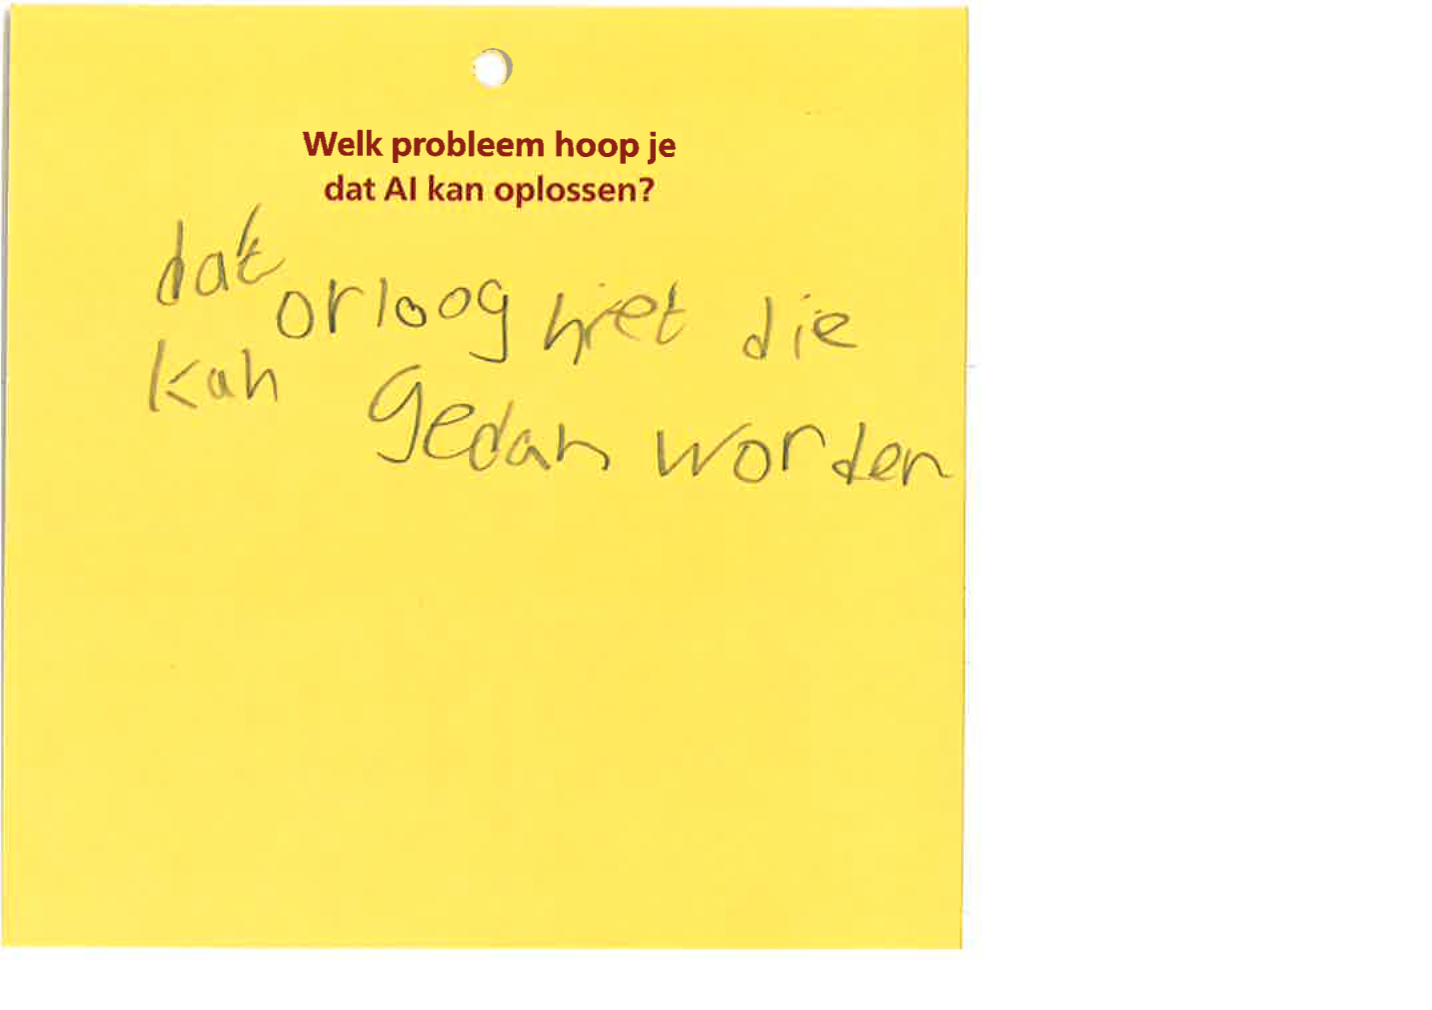 Welk probleem hoop je
dat AI kan oplossen?
dat orloog niet die
kan gedan worden